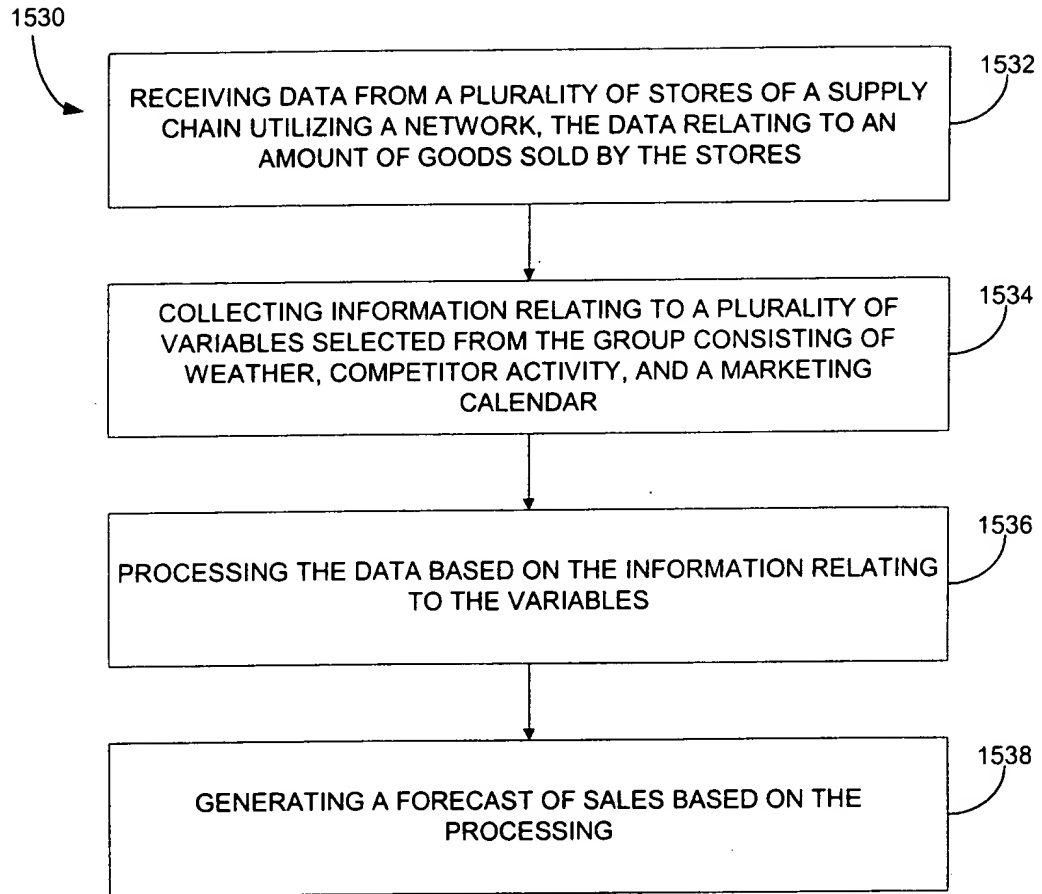 1530
1532
RECEIVING DATA FROM A PLURALITY OF STORES OF A SUPPLY
CHAIN UTILIZING A NETWORK, THE DATA RELATING TO AN
AMOUNT OF GOODS SOLD BY THE STORES
1534
COLLECTING INFORMATION RELATING TO A PLURALITY OF
VARIABLES SELECTED FROM THE GROUP CONSISTING OF
WEATHER, COMPETITOR ACTIVITY, AND A MARKETING
CALENDAR
1536
PROCESSING THE DATA BASED ON THE INFORMATION RELATING
TO THE VARIABLES
1538
GENERATING A FORECAST OF SALES BASED ON THE
PROCESSING